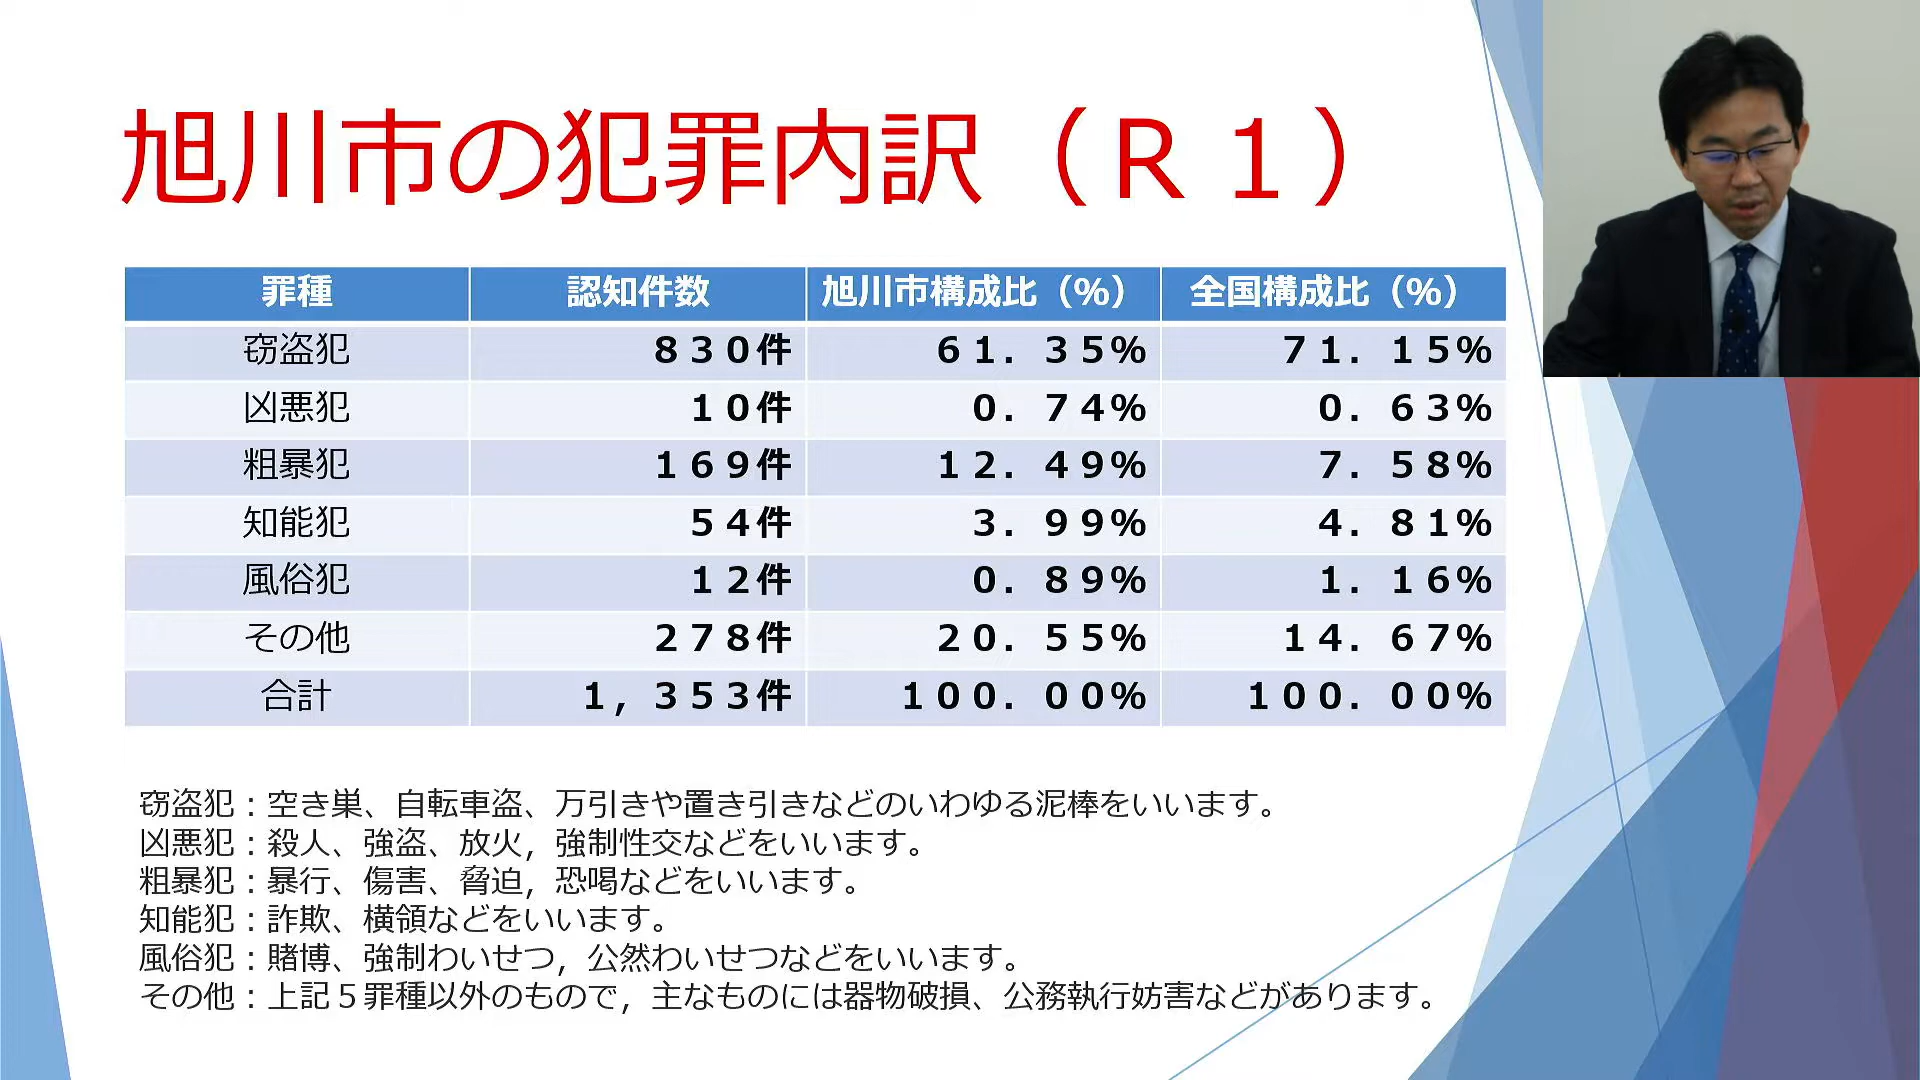 旭川市の犯罪内訳（Ｒ１）
罪種 認知件数 旭川市構成比（%） 全国構成比（%）
窃盗犯 ８３０件 ６１．３５% ７１．１５%
凶悪犯 １０件 ０．７４% ０．６３%
粗暴犯 １６９件 １２．４９% ７．５８%
知能犯 ５４件 ３．９９% ４．８１%
風俗犯 １２件 ０．８９% １．１６%
その他 ２７８件 ２０．５５% １４．６７%
合計 １，３５３件 １００．００% １００．００%
窃盗犯：空き巣、自転車盗、万引きや置き引きなどのいわゆる泥棒をいいます。
凶悪犯：殺人、強盗、放火，強制性交などをいいます。
粗暴犯：暴行、傷害、脅迫，恐喝などをいいます。
知能犯：詐欺、横領などをいいます。
風俗犯：賭博、強制わいせつ，公然わいせつなどをいいます。
その他：上記５罪種以外のもので，主なものには器物破損、公務執行妨害などがあります。